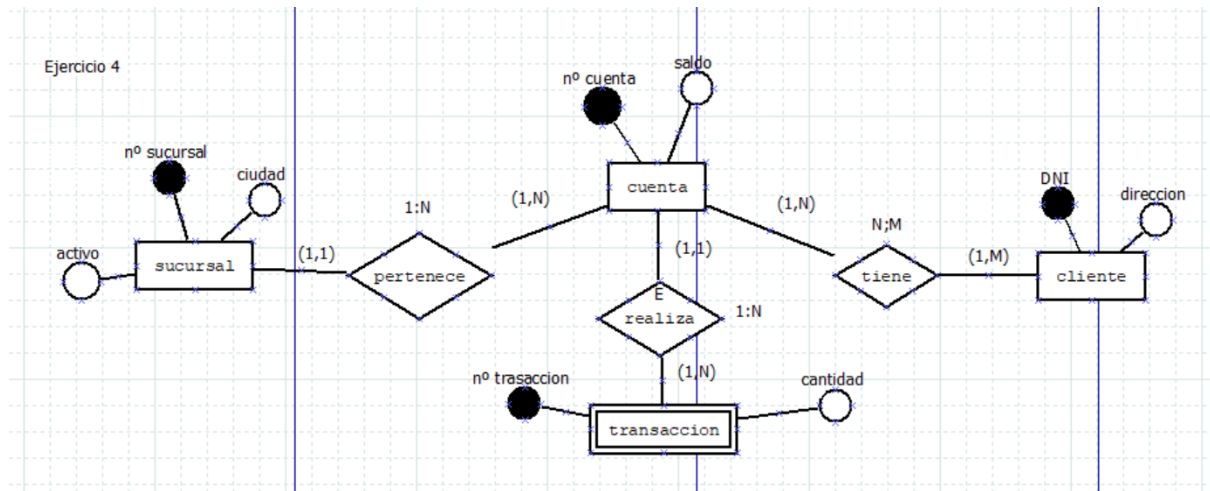 Ejercicio 4
saldo
nº cuenta
nº sucursal
ciudad
cuenta
DNI
direccion
(1,N)
(1,N)
1:N
N;M
activo
(1,1)
(1,1)
(1,M)
sucursal
pertenece
tiene
cliente
E
realiza
1:N
(1,N)
nº trasaccion
cantidad
transaccion